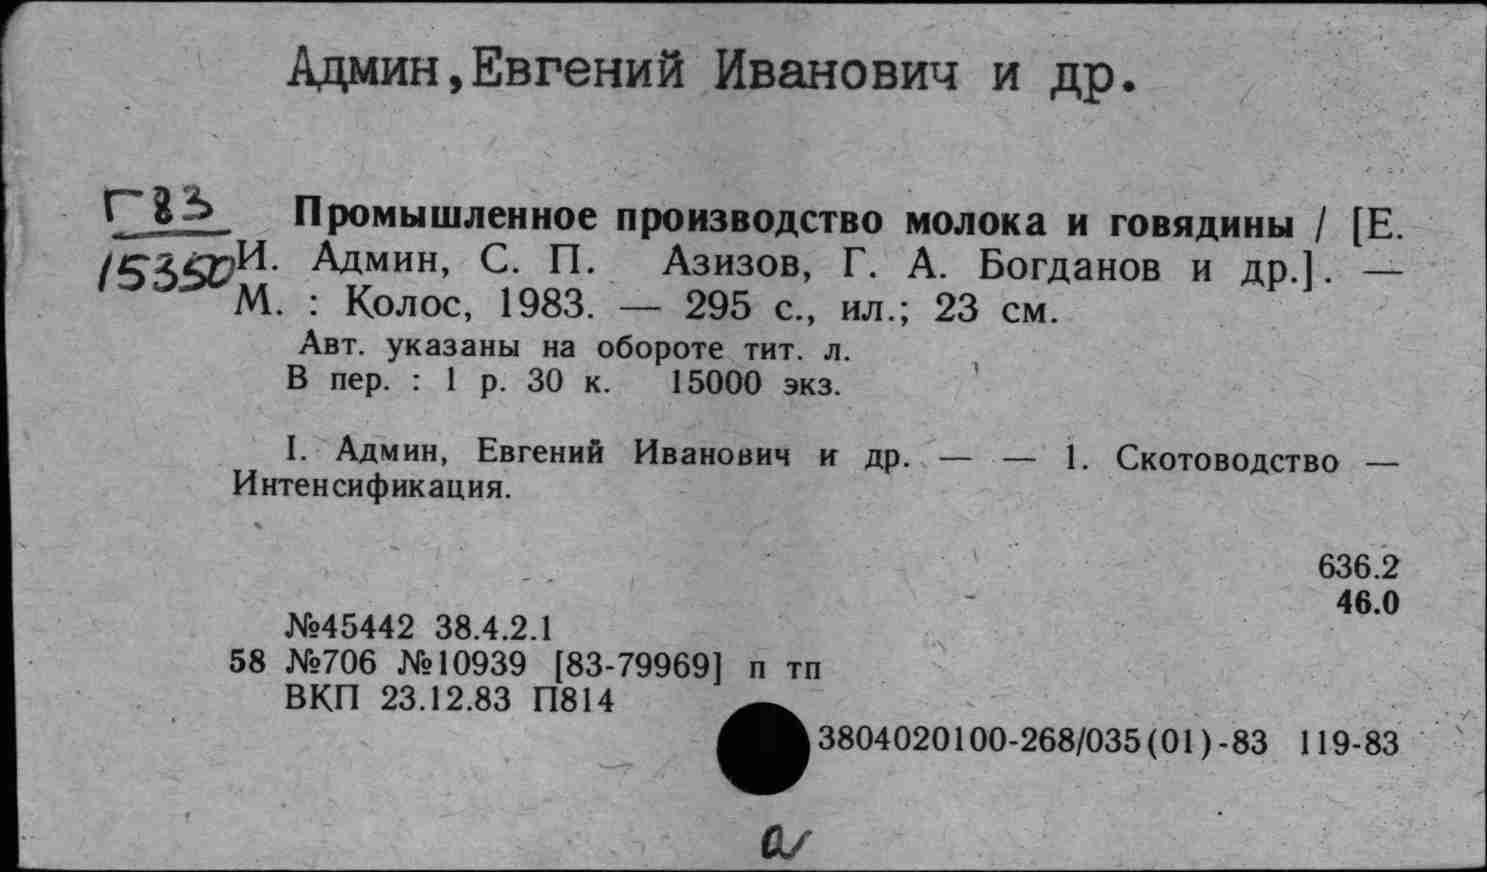 Админ,Евгений Иванович и др.
Г83
15350
Промышленное производство молока и говядины / [Е.
И. Админ, С. П. Азизов, Г. А. Богданов и др.]. —
М. : Колос, 1983. — 295 с., ил.; 23 см.
Авт. указаны на обороте тит. л.
В пер. : 1 р. 30 к. 15000 экз.
I. Админ, Евгений Иванович и др. — — 1. Скотоводство —
Интенсификация.
636.2
46.0
№45442 38.4.2.1
58 №706 №10939 [83-79969] п тп
ВКП 23.12.83 П814
3804020100-268/035(01)-83 119-83